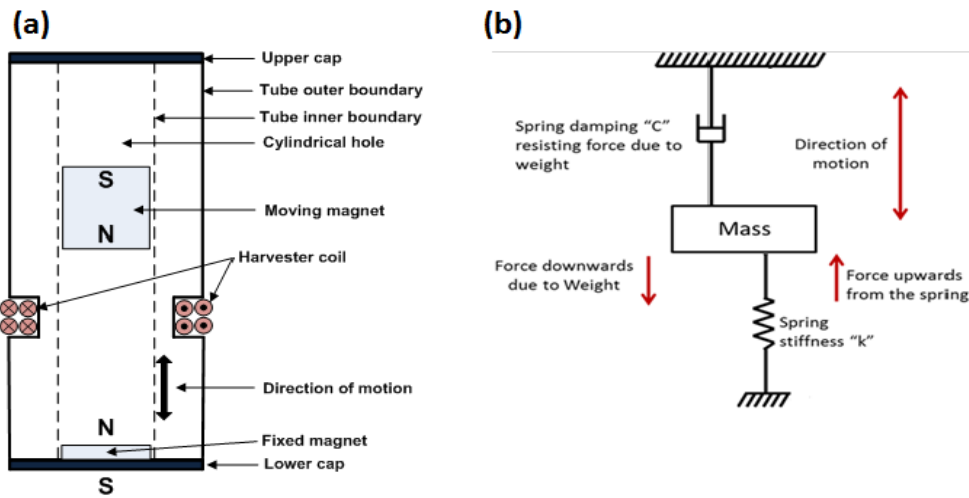 (a)
Upper cap
Tube outer boundary
Tube inner boundary
Cylindrical hole
S
Moving magnet
N
Harvester coil
Direction of motion
N
Fixed magnet
Lower cap
S
(b)
Spring damping “C”
resisting force due to
weight
Direction of
motion
Mass
Force downwards
due to Weight
Force upwards
from the spring
Spring
stiffness “k”